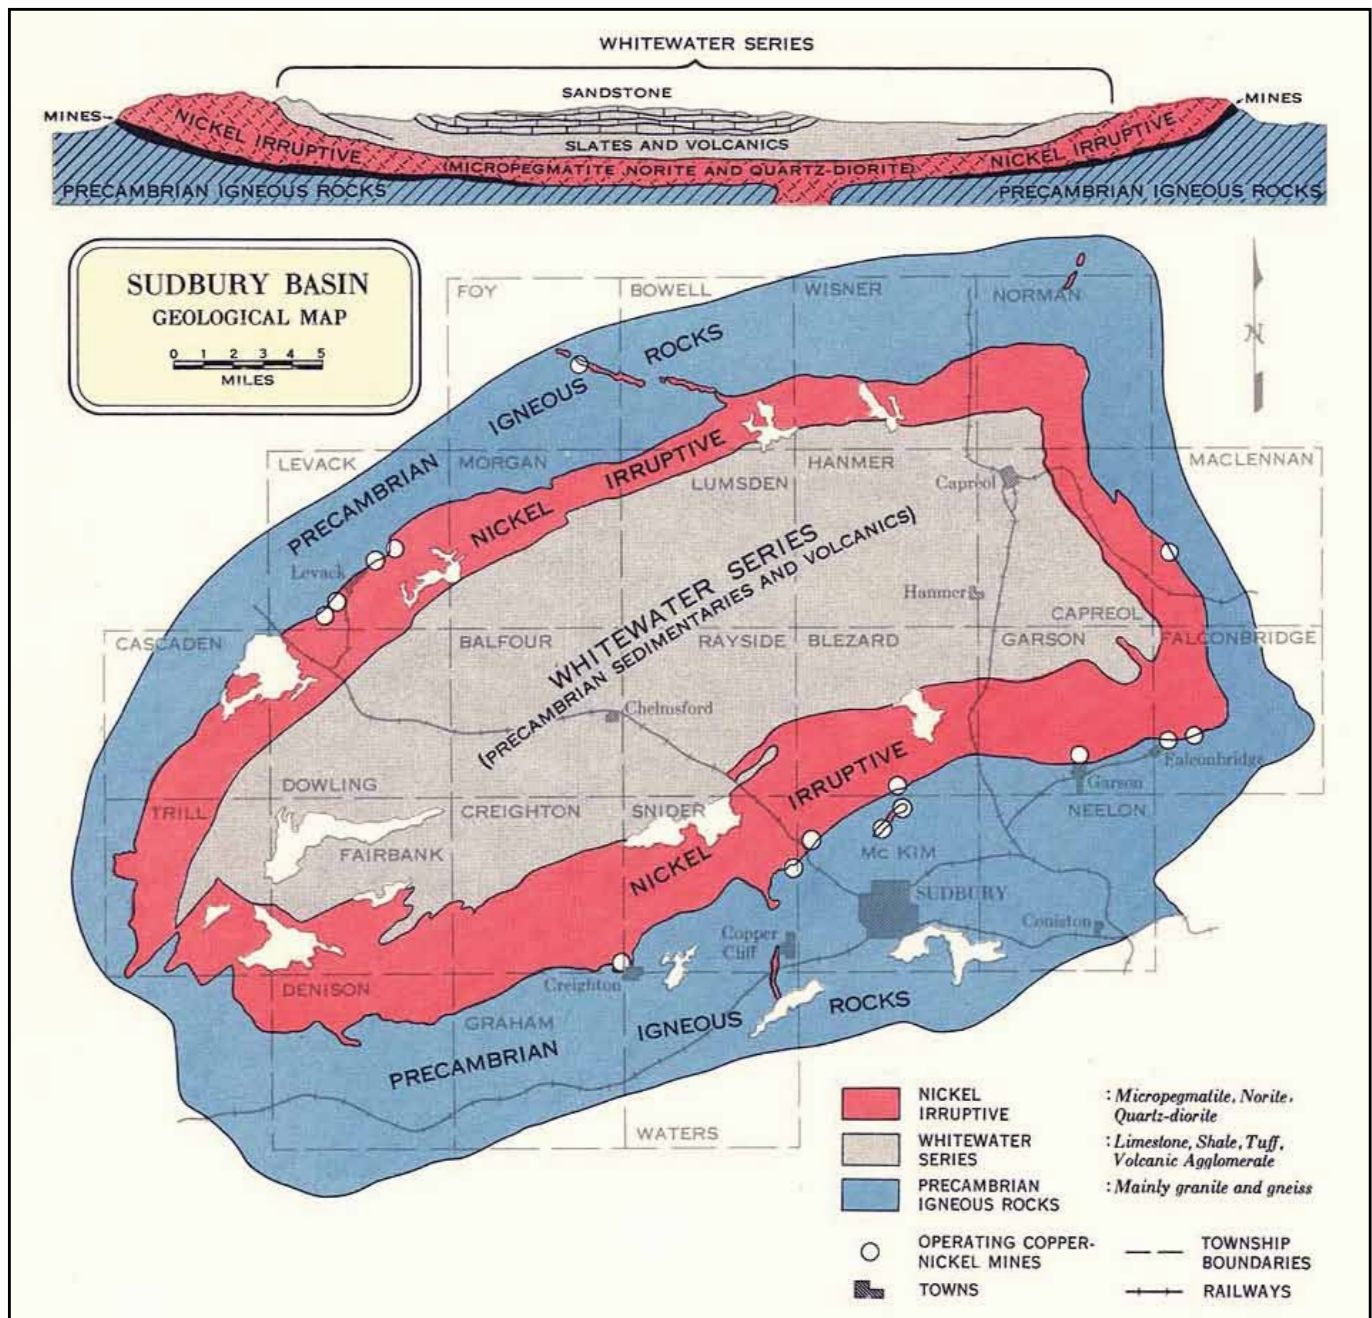 WHITEWATER SERIES
SANDSTONE
MINES
MINES
NICKEL IRRUPTIVE
SLATES AND VOLCANICS
(MICROPEGMATITE, NORITE AND QUARTZ-DIORITE)
NICKEL IRRUPTIVE
PRECAMBRIAN IGNEOUS ROCKS
PRECAMBRIAN IGNEOUS ROCKS
SUDBURY BASIN
GEOLOGICAL MAP
0 1 2 3 4 5
MILES
FOY
BOWELL
WISNER
NORMAN
N
PRECAMBRIAN IGNEOUS ROCKS
LEVACK
MORGAN
LUMSDEN
HANMER
MACLENNAN
Capreol
NICKEL IRRUPTIVE
Levack
WHITEWATER SERIES
(PRECAMBRIAN SEDIMENTARIES AND VOLCANICS)
Hanmer
CAPREOL
CASCADEN
BALFOUR
RAYSIDE
BLEZARD
GARSON
FALCONBRIDGE
Chelmsford
Falconbridge
Garson
DOWLING
TRILL
CREIGHTON
SNIDER
NICKEL IRRUPTIVE
NEELON
FAIRBANK
Mc KIM
SUDBURY
Coniston
Copper
Cliff
Creighton
DENISON
GRAHAM
PRECAMBRIAN IGNEOUS ROCKS
WATERS
NICKEL
IRRUPTIVE
: Micropegmatite, Norite,
Quartz-diorite
WHITEWATER
SERIES
: Limestone, Shale, Tuff,
Volcanic Agglomerate
PRECAMBRIAN
IGNEOUS ROCKS
: Mainly granite and gneiss
OPERATING COPPER-
NICKEL MINES
TOWNSHIP
BOUNDARIES
TOWNS
RAILWAYS